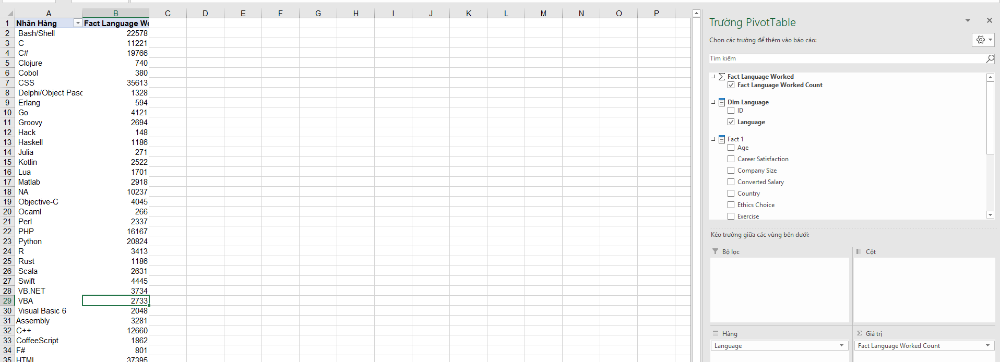 A B C D E F G H I J K L M N O P
1 Nhãn Hàng Fact Language Wo
2 Bash/Shell 22578
3 C 11221
4 C# 19766
5 Clojure 740
6 Cobol 380
7 CSS 35613
8 Delphi/Object Pasc 1328
9 Erlang 594
10 Go 4121
11 Groovy 2694
12 Hack 148
13 Haskell 1186
14 Julia 271
15 Kotlin 2522
16 Lua 1701
17 Matlab 2918
18 NA 10237
19 Objective-C 4045
20 Ocaml 266
21 Perl 2337
22 PHP 16167
23 Python 20824
24 R 3413
25 Rust 1186
26 Scala 2631
27 Swift 4445
28 VB.NET 3734
29 VBA 2733
30 Visual Basic 6 2048
31 Assembly 3281
32 C++ 12660
33 CoffeeScript 1862
34 F# 801
35 HTML 37395
Trường PivotTable
Chọn các trường để thêm vào báo cáo:
Tìm kiếm
Fact Language Worked
Fact Language Worked Count
Dim Language
ID
Language
Fact 1
Age
Career Satisfaction
Company Size
Converted Salary
Country
Ethics Choice
Exercise
Kéo trường giữa các vùng bên dưới:
Bộ lọc
Cột
Hàng
Language
Σ Giá trị
Fact Language Worked Count